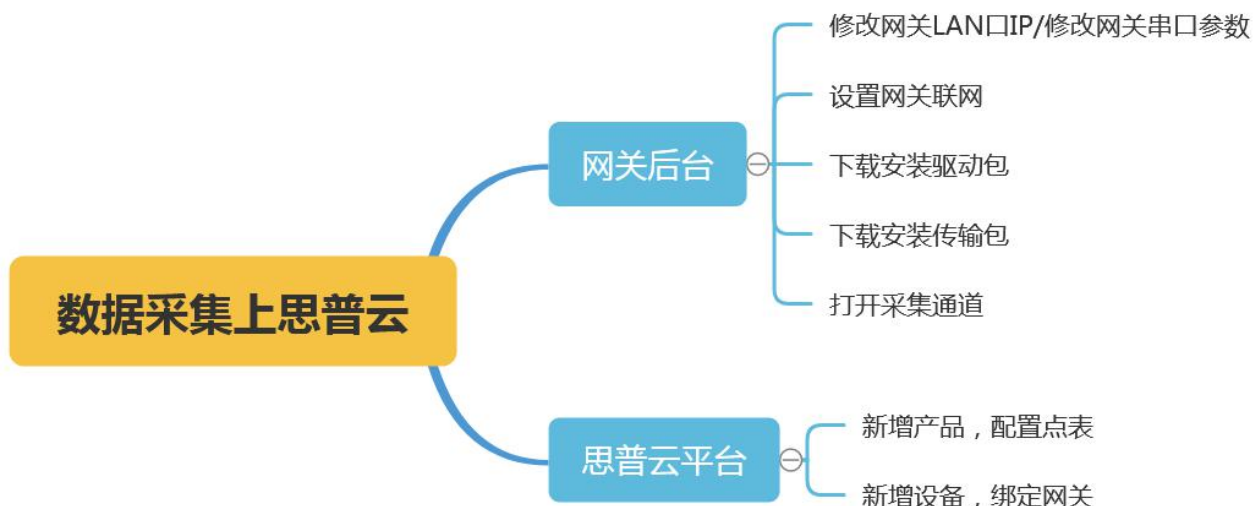 数据采集上思普云
网关后台
修改网关LAN口IP/修改网关串口参数
设置网关联网
下载安装驱动包
下载安装传输包
打开采集通道
思普云平台
新增产品，配置点表
新增设备，绑定网关